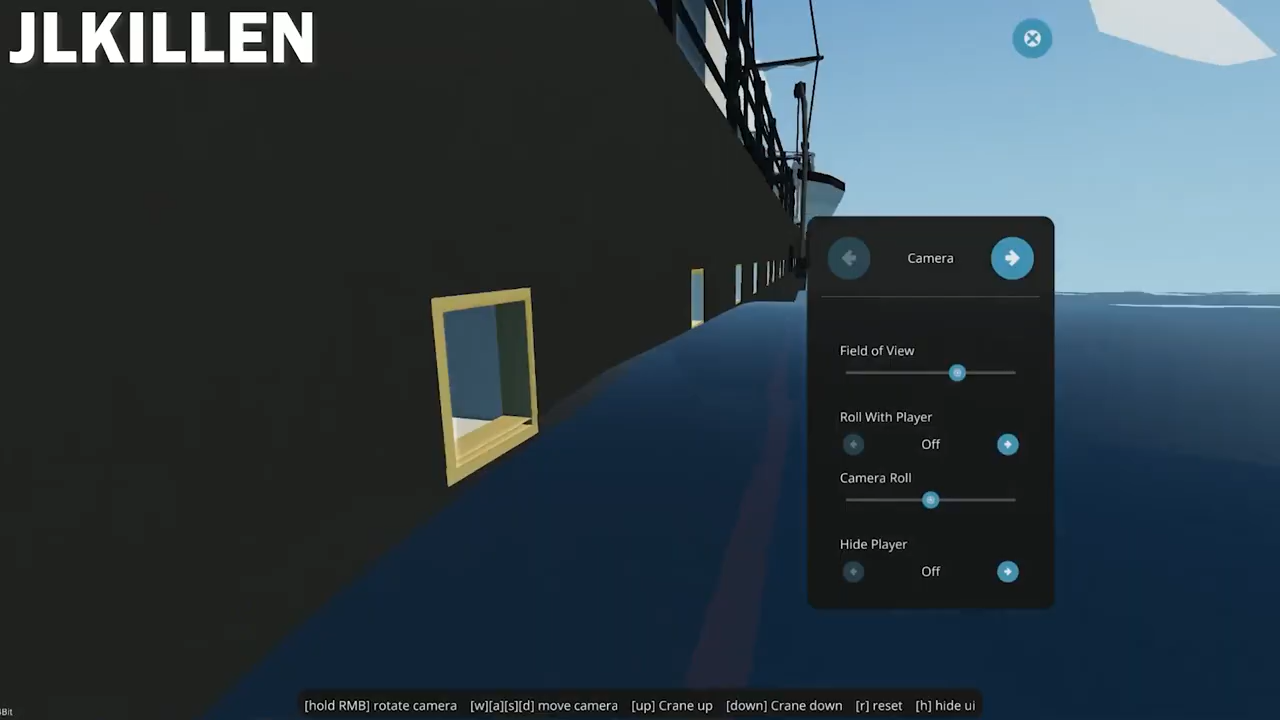 JLKILLEN
Camera
Field of View
Roll With Player
Off
Camera Roll
Hide Player
Off
[hold RMB] rotate camera [w][a][s][d] move camera [up] Crane up [down] Crane down [r] reset [h] hide ui